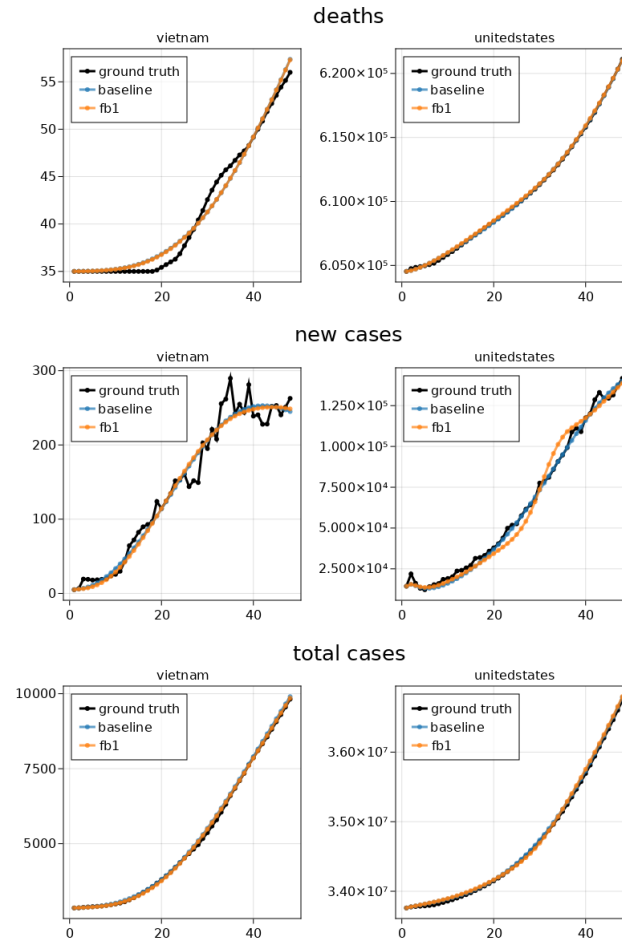 deaths
vietnam
unitedstates
55
50
45
40
35
0
20
40
ground truth
baseline
fb1
6.200×10⁵
6.150×10⁵
6.100×10⁵
6.050×10⁵
0
20
40
ground truth
baseline
fb1
new cases
vietnam
unitedstates
300
200
100
0
0
20
40
ground truth
baseline
fb1
1.250×10⁵
1.000×10⁵
7.500×10⁴
5.000×10⁴
2.500×10⁴
0
20
40
ground truth
baseline
fb1
total cases
vietnam
unitedstates
10000
7500
5000
0
20
40
ground truth
baseline
fb1
3.60×10⁷
3.50×10⁷
3.40×10⁷
0
20
40
ground truth
baseline
fb1